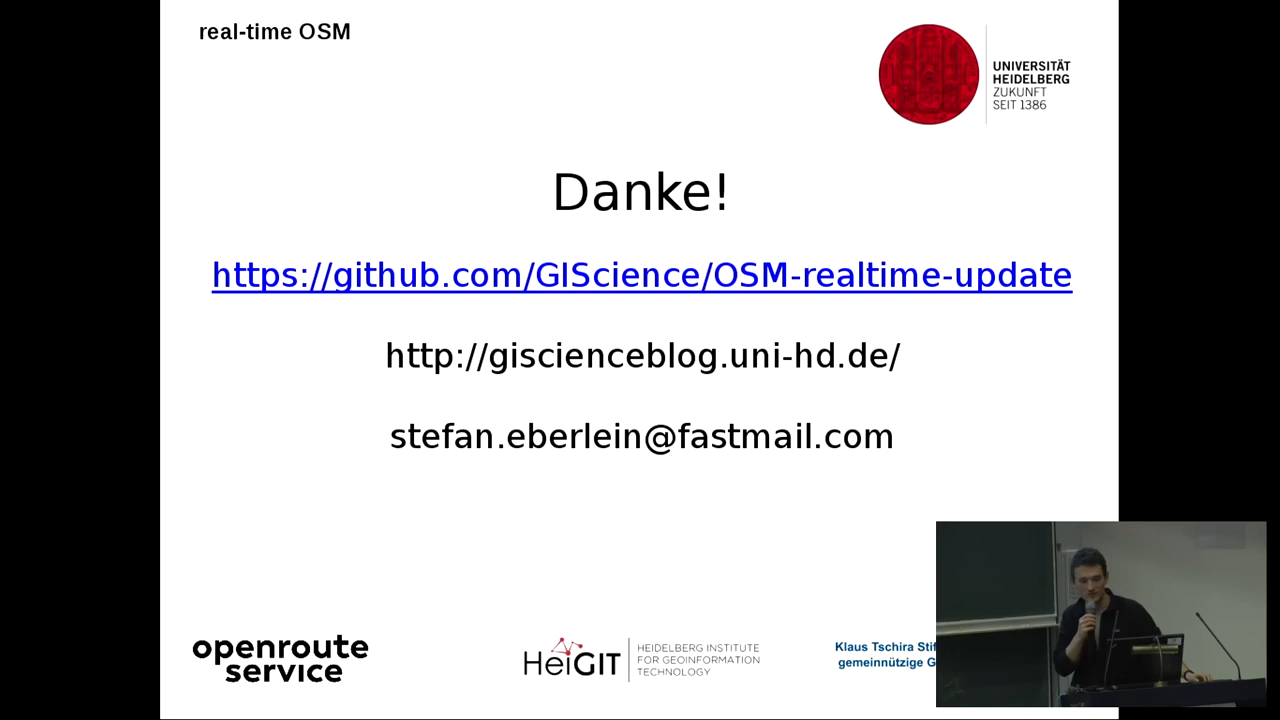 real-time OSM
UNIVERSITÄT
HEIDELBERG
ZUKUNFT
SEIT 1386
Danke!
https://github.com/GIScience/OSM-realtime-update
http://giscienceblog.uni-hd.de/
stefan.eberlein@fastmail.com
openroute
service
HeiGIT
HEIDELBERG INSTITUTE
FOR GEOINFORMATION
TECHNOLOGY
Klaus Tschira
gemeinnützige